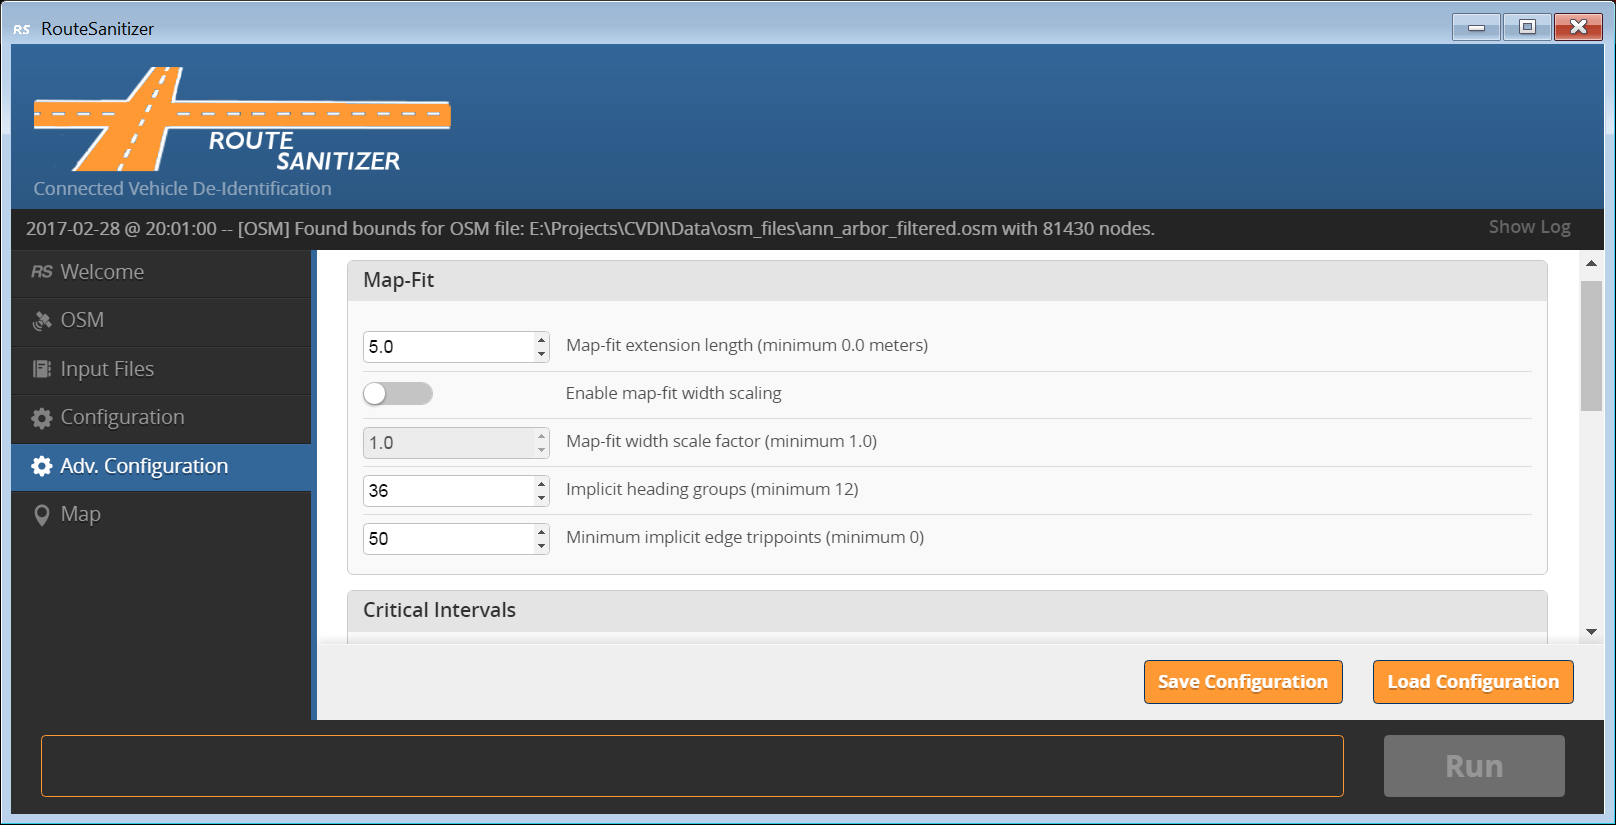 RS RouteSanitizer
ROUTE
SANITIZER
Connected Vehicle De-Identification
2017-02-28 @ 20:01:00 -- [OSM] Found bounds for OSM file: E:\Projects\CVDI\Data\osm_files\ann_arbor_filtered.osm with 81430 nodes.
Show Log
RS Welcome
OSM
Input Files
Configuration
Adv. Configuration
Map
Map-Fit
5.0 Map-fit extension length (minimum 0.0 meters)
Enable map-fit width scaling
1.0 Map-fit width scale factor (minimum 1.0)
36 Implicit heading groups (minimum 12)
50 Minimum implicit edge trippoints (minimum 0)
Critical Intervals
Save Configuration
Load Configuration
Run